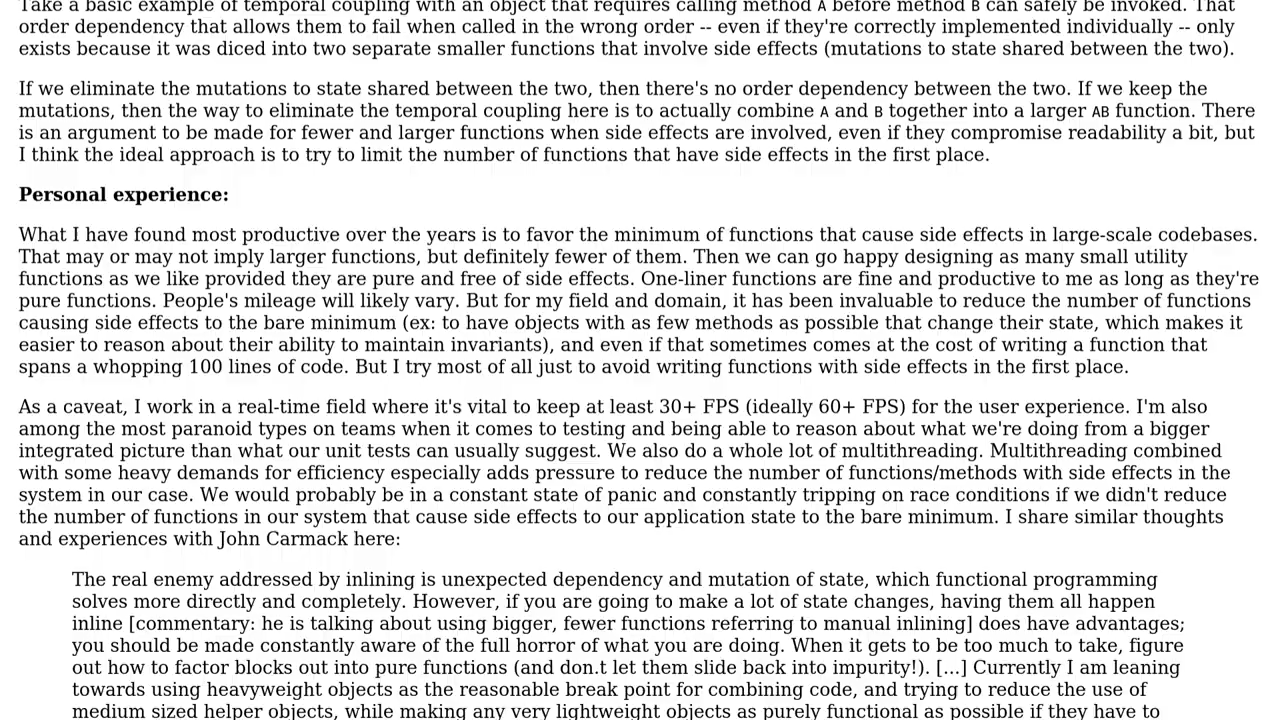 Take a basic example of temporal coupling with an object that requires calling method A before method B can safely be invoked. That
order dependency that allows them to fail when called in the wrong order -- even if they're correctly implemented individually -- only
exists because it was diced into two separate smaller functions that involve side effects (mutations to state shared between the two).
If we eliminate the mutations to state shared between the two, then there's no order dependency between the two. If we keep the
mutations, then the way to eliminate the temporal coupling here is to actually combine A and B together into a larger AB function. There
is an argument to be made for fewer and larger functions when side effects are involved, even if they compromise readability a bit, but
I think the ideal approach is to try to limit the number of functions that have side effects in the first place.
Personal experience:
What I have found most productive over the years is to favor the minimum of functions that cause side effects in large-scale codebases.
That may or may not imply larger functions, but definitely fewer of them. Then we can go happy designing as many small utility
functions as we like provided they are pure and free of side effects. One-liner functions are fine and productive to me as long as they're
pure functions. People's mileage will likely vary. But for my field and domain, it has been invaluable to reduce the number of functions
causing side effects to the bare minimum (ex: to have objects with as few methods as possible that change their state, which makes it
easier to reason about their ability to maintain invariants), and even if that sometimes comes at the cost of writing a function that
spans a whopping 100 lines of code. But I try most of all just to avoid writing functions with side effects in the first place.
As a caveat, I work in a real-time field where it's vital to keep at least 30+ FPS (ideally 60+ FPS) for the user experience. I'm also
among the most paranoid types on teams when it comes to testing and being able to reason about what we're doing from a bigger
integrated picture than what our unit tests can usually suggest. We also do a whole lot of multithreading. Multithreading combined
with some heavy demands for efficiency especially adds pressure to reduce the number of functions/methods with side effects in the
system in our case. We would probably be in a constant state of panic and constantly tripping on race conditions if we didn't reduce
the number of functions in our system that cause side effects to our application state to the bare minimum. I share similar thoughts
and experiences with John Carmack here:
The real enemy addressed by inlining is unexpected dependency and mutation of state, which functional programming
solves more directly and completely. However, if you are going to make a lot of state changes, having them all happen
inline [commentary: he is talking about using bigger, fewer functions referring to manual inlining] does have advantages;
you should be made constantly aware of the full horror of what you are doing. When it gets to be too much to take, figure
out how to factor blocks out into pure functions (and don.t let them slide back into impurity!). [...] Currently I am leaning
towards using heavyweight objects as the reasonable break point for combining code, and trying to reduce the use of
medium sized helper objects, while making any very lightweight objects as purely functional as possible if they have to